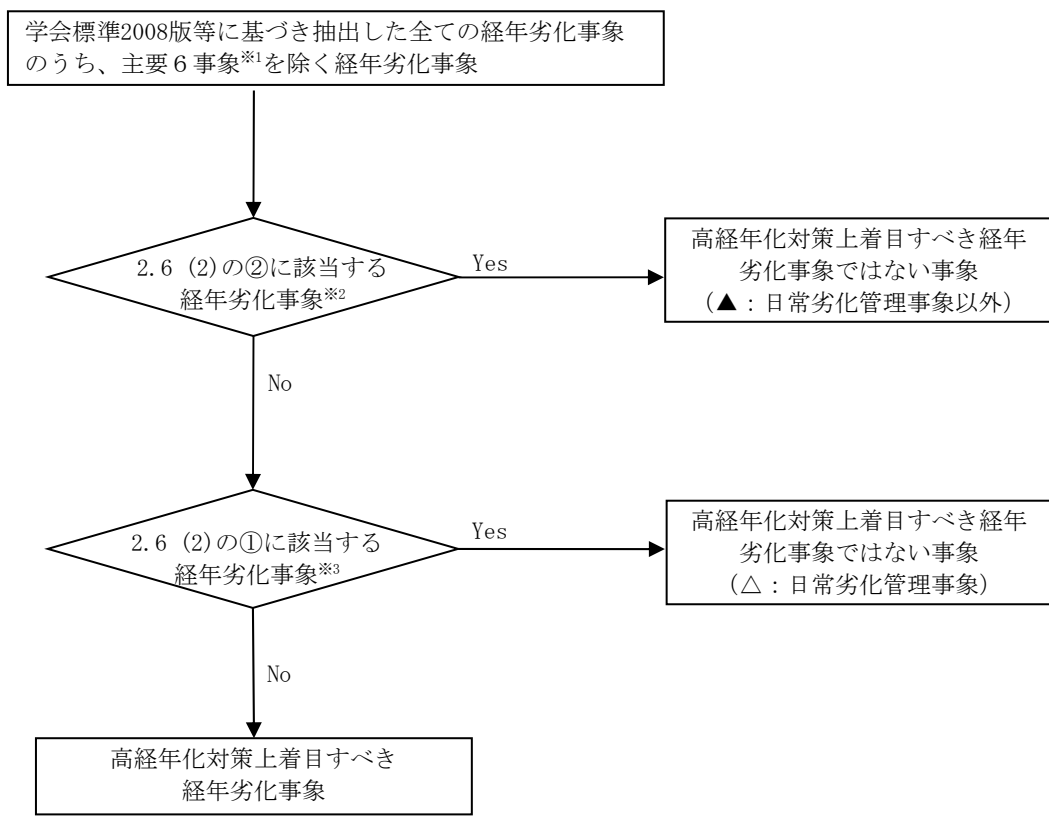 学会標準2008版等に基づき抽出した全ての経年劣化事象
のうち、主要６事象※1を除く経年劣化事象
2.6 (2)の②に該当する
経年劣化事象※2
Yes
高経年化対策上着目すべき経年
劣化事象ではない事象
（▲：日常劣化管理事象以外）
No
2.6 (2)の①に該当する
経年劣化事象※3
Yes
高経年化対策上着目すべき経年
劣化事象ではない事象
（△：日常劣化管理事象）
No
高経年化対策上着目すべき
経年劣化事象